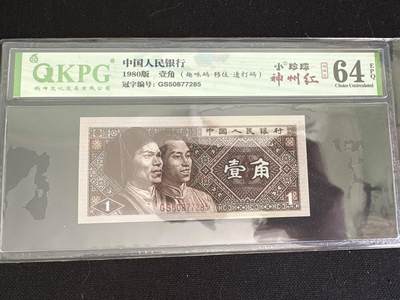 QKPG
中国人民银行
1980版 壹角（趣味码·移位·连打码）
冠字编号：GS50877285
小珍珠
神州红
64
EPQ
Choice Uncirculated
中国人民银行
壹角
1
1
GS50877285